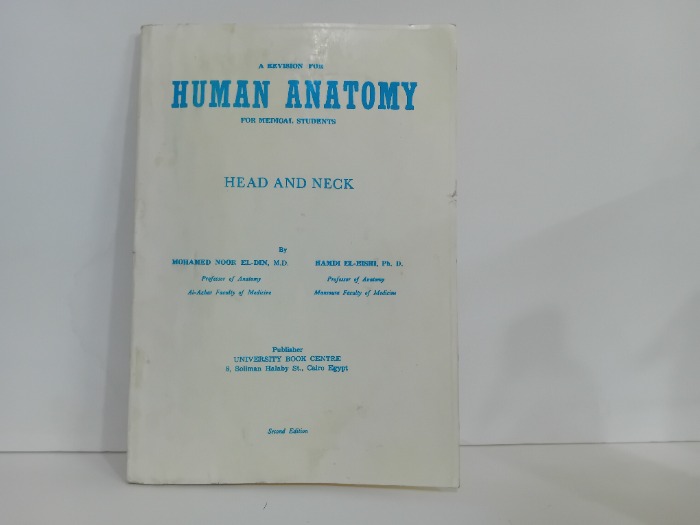 A REVISION FOR
HUMAN ANATOMY
FOR MEDICAL STUDENTS
HEAD AND NECK
By
MOHAMED NOOR EL-DIN, M.D. HAMDI EL-BISHI, Ph. D.
Professor of Anatomy Professor of Anatomy
Al-Azhar Faculty of Medicine Mansoura Faculty of Medicine
Publisher
UNIVERSITY BOOK CENTRE
8, Soliman Halaby St., Cairo Egypt
Second Edition